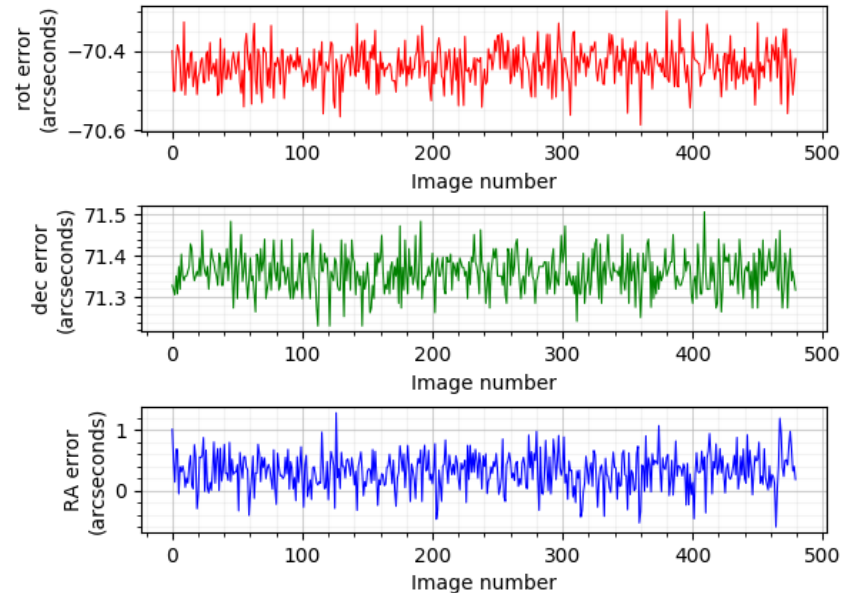 rot error
(arcseconds)
−70.4
−70.6
0 100 200 300 400 500
Image number
dec error
(arcseconds)
71.5
71.4
71.3
0 100 200 300 400 500
Image number
RA error
(arcseconds)
1
0
0 100 200 300 400 500
Image number